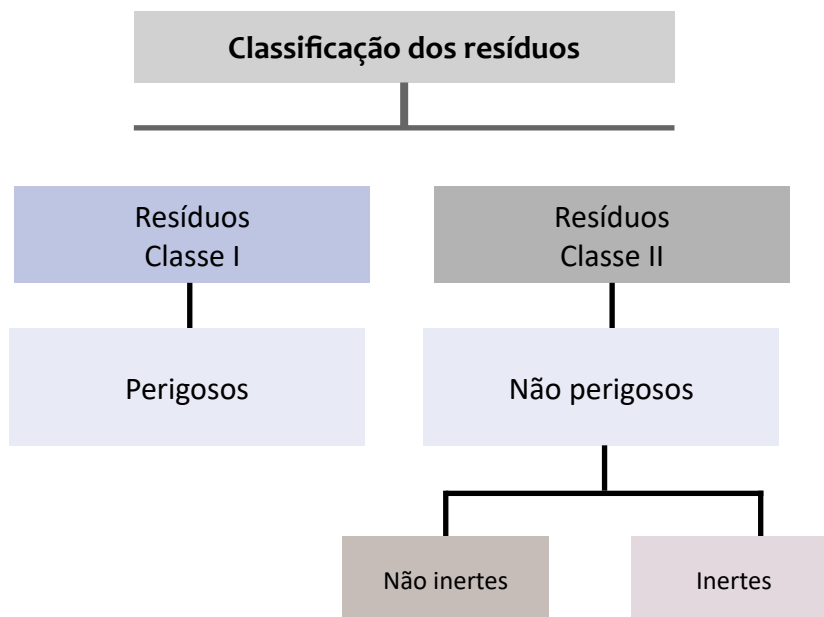 Classificação dos resíduos
Resíduos
Classe I
Resíduos
Classe II
Perigosos
Não perigosos
Não inertes
Inertes